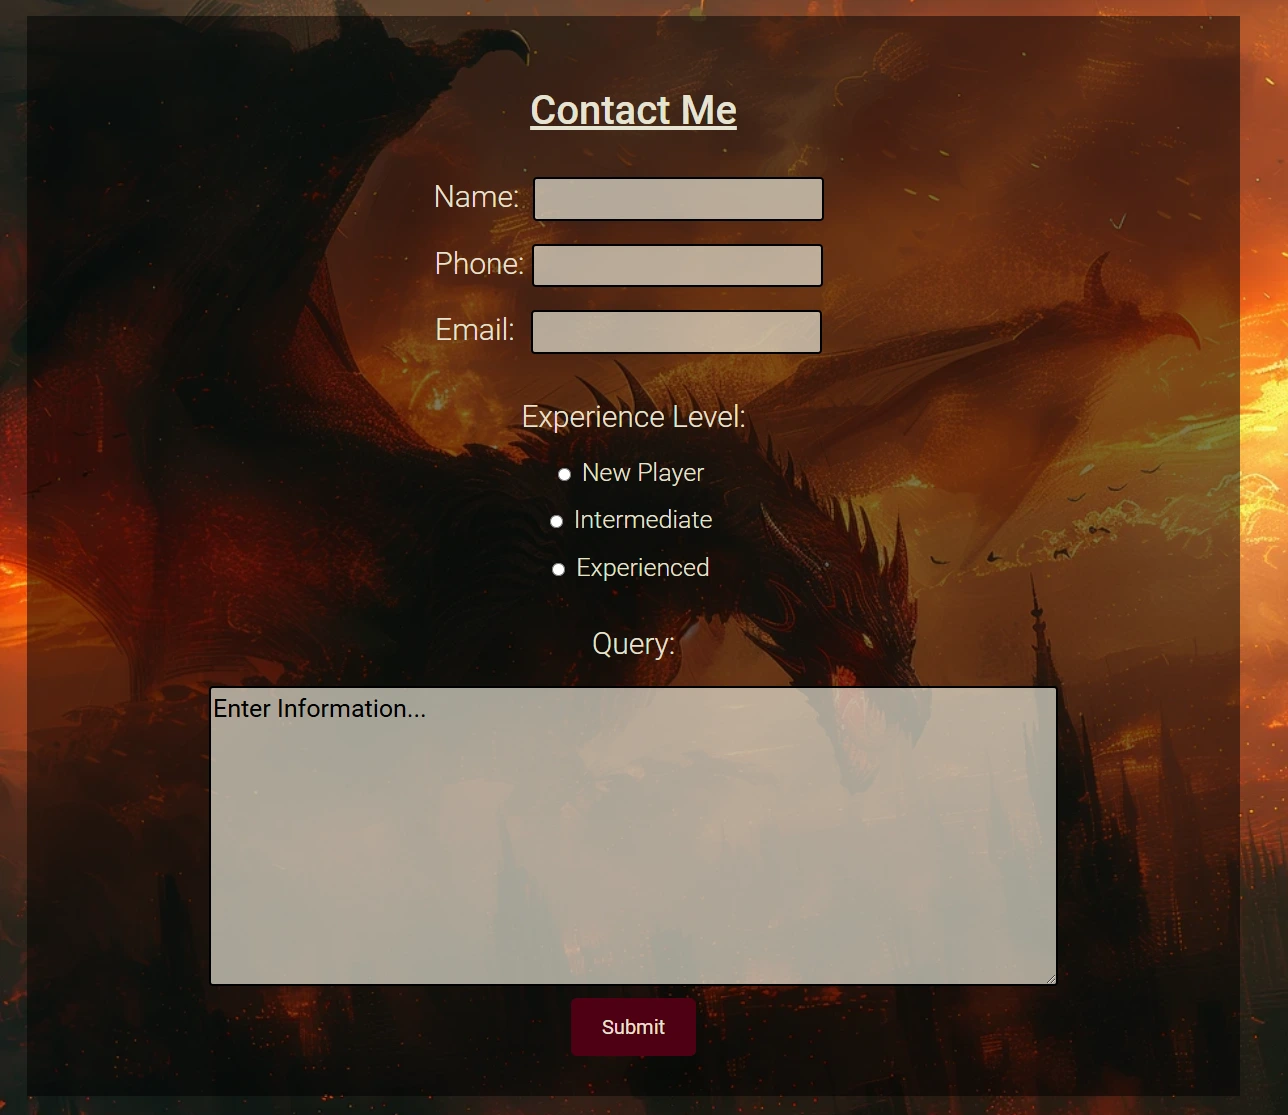 Contact Me
Name:
Phone:
Email:
Experience Level:
New Player
Intermediate
Experienced
Query:
Enter Information...
Submit